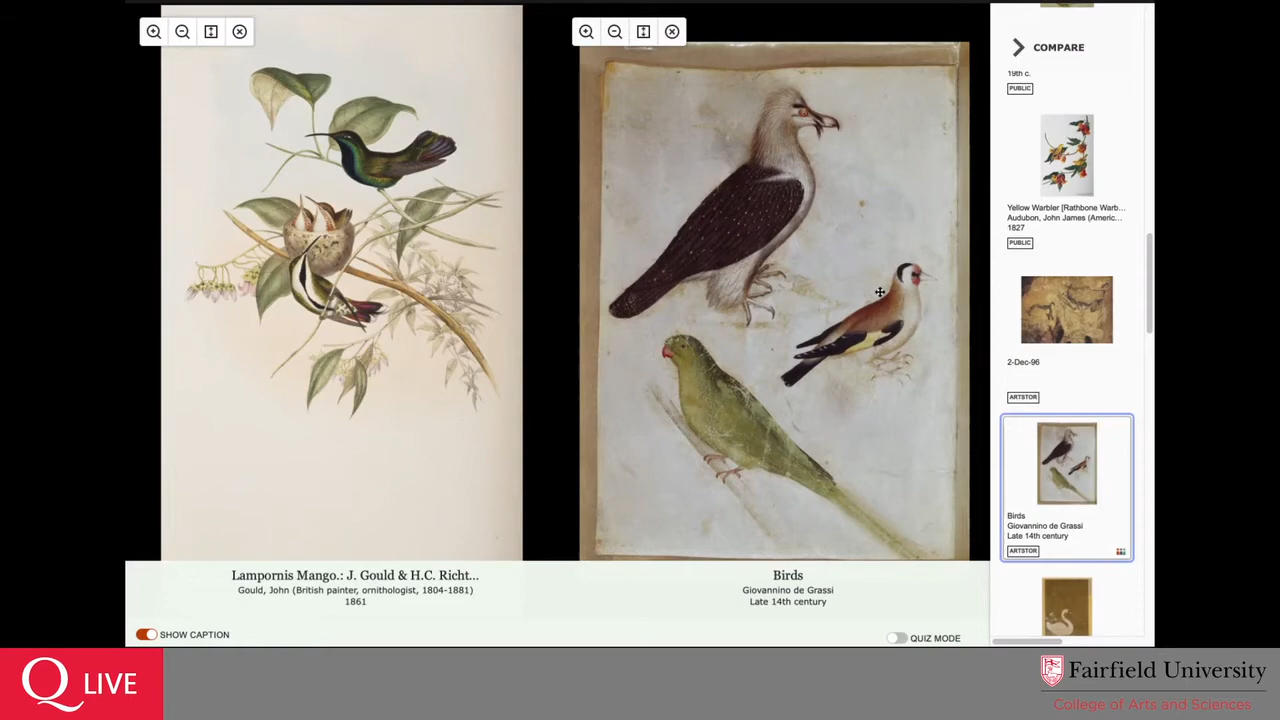 COMPARE
19th c.
PUBLIC
Yellow Warbler [Rathbone Warb...
Audubon, John James (Americ...
1827
PUBLIC
2-Dec-96
ARTSTOR
Birds
Giovannino de Grassi
Late 14th century
ARTSTOR
Lampornis Mango.: J. Gould & H.C. Richt...
Gould, John (British painter, ornithologist, 1804-1881)
1861
Birds
Giovannino de Grassi
Late 14th century
SHOW CAPTION
QUIZ MODE
Q LIVE
Fairfield University
College of Arts and Sciences